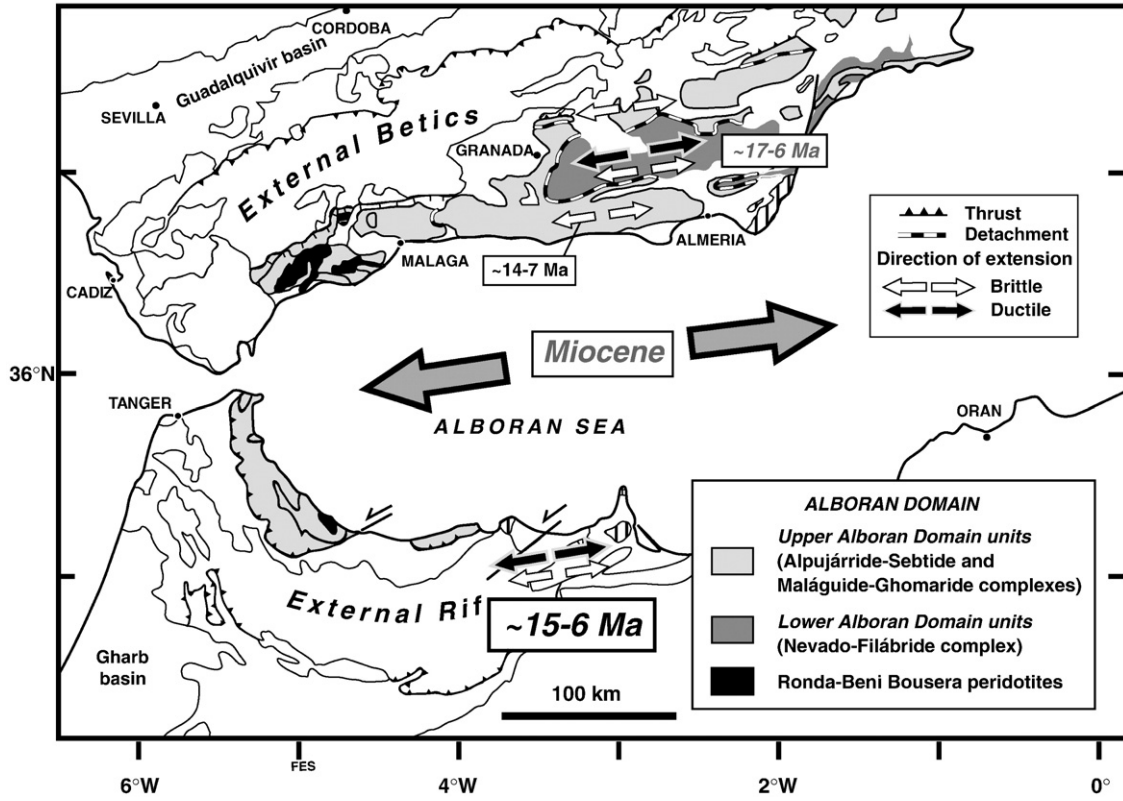 CORDOBA
Guadalquivir basin
SEVILLA
External Betics
GRANADA
~17-6 Ma
ALMERIA
MALAGA
~14-7 Ma
CADIZ
Thrust
Detachment
Direction of extension
Brittle
Ductile
Miocene
36°N
TANGER
ALBORAN SEA
ORAN
External Rif
~15-6 Ma
Gharb
basin
100 km
ALBORAN DOMAIN
Upper Alboran Domain units
(Alpujárride-Sebtide and
Maláguide-Ghomaride complexes)
Lower Alboran Domain units
(Nevado-Filábride complex)
Ronda-Beni Bousera peridotites
FES
6°W
4°W
2°W
0°